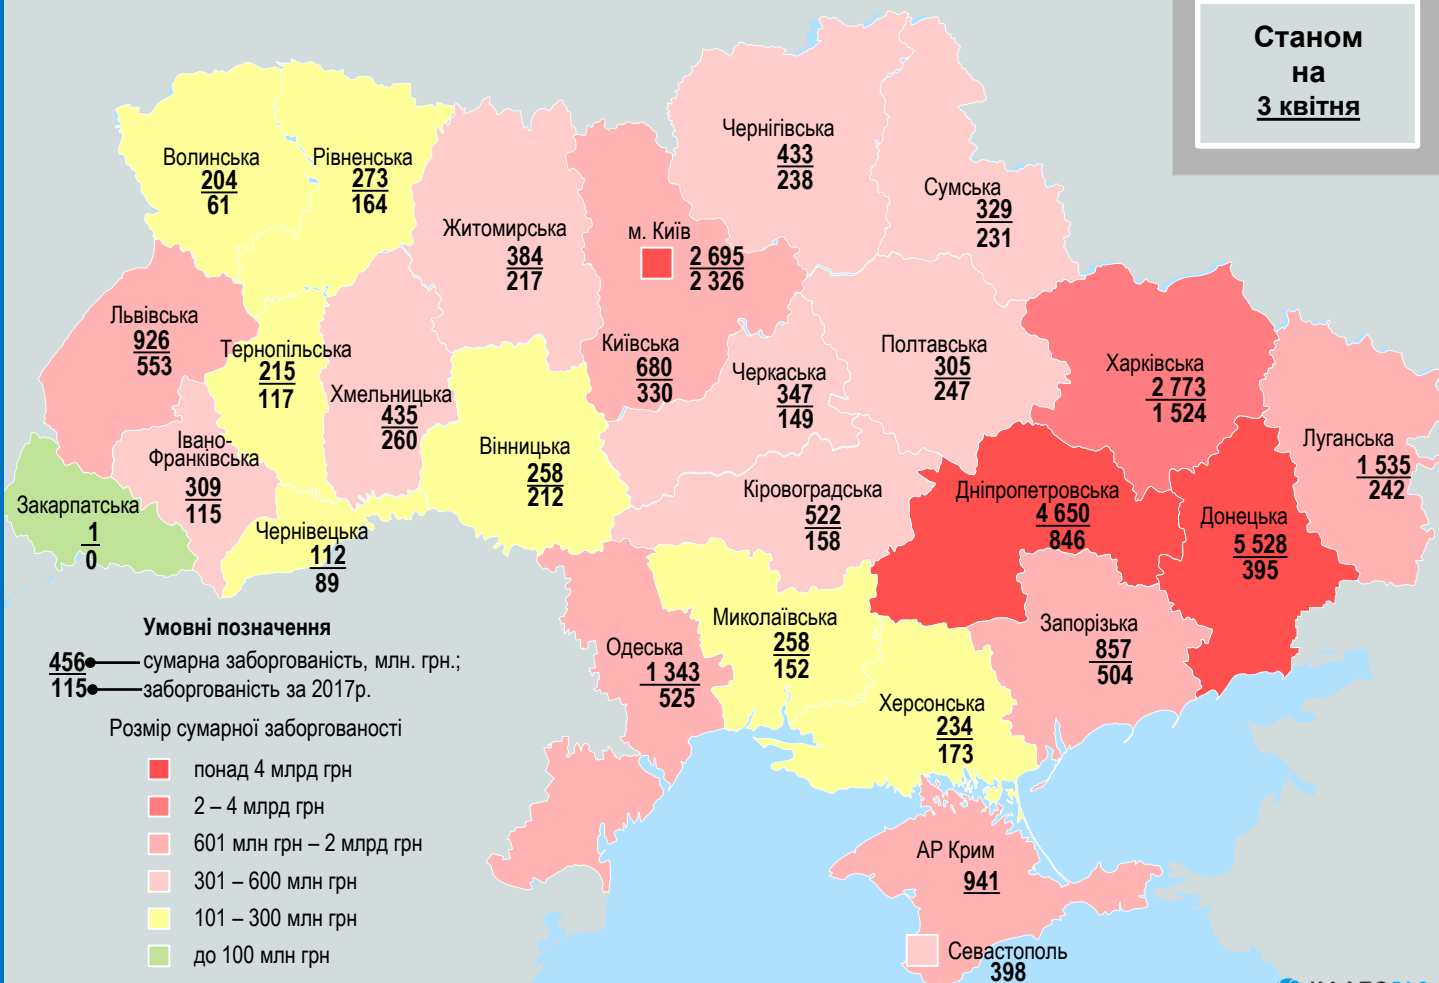 Станом
на
3 квітня
Волинська
204
61
Рівненська
273
164
Житомирська
384
217
м. Київ
2 695
2 326
Чернігівська
433
238
Сумська
329
231
Львівська
926
553
Тернопільська
215
117
Хмельницька
435
260
Київська
680
330
Черкаська
347
149
Полтавська
305
247
Харківська
2 773
1 524
Луганська
1 535
242
Івано-
Франківська
309
115
Вінницька
258
212
Кіровоградська
522
158
Дніпропетровська
4 650
846
Донецька
5 528
395
Закарпатська
1
0
Чернівецька
112
89
Одеська
1 343
525
Миколаївська
258
152
Запорізька
857
504
Херсонська
234
173
АР Крим
941
Севастополь
398
Умовні позначення
456 сумарна заборгованість, млн. грн.;
115 заборгованість за 2017р.
Розмір сумарної заборгованості
понад 4 млрд грн
2 – 4 млрд грн
601 млн грн – 2 млрд грн
301 – 600 млн грн
101 – 300 млн грн
до 100 млн грн